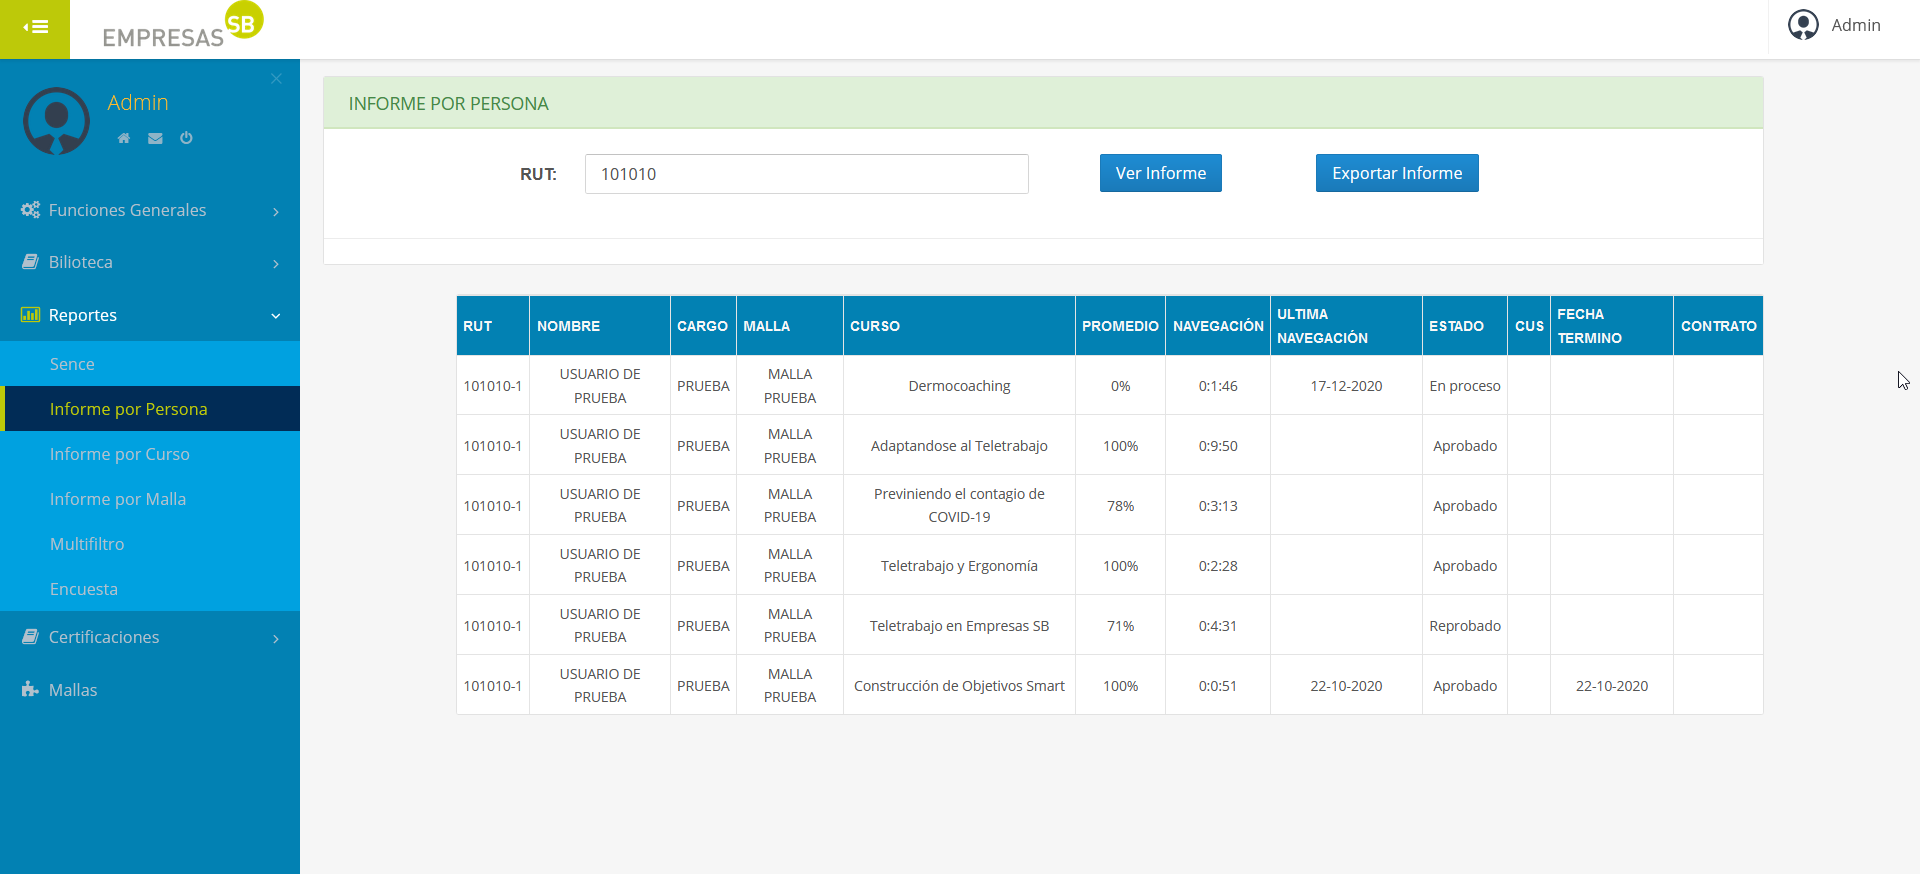 EMPRESAS SB
Admin
Admin
Funciones Generales
Bilioteca
Reportes
Sence
Informe por Persona
Informe por Curso
Informe por Malla
Multifiltro
Encuesta
Certificaciones
Mallas
INFORME POR PERSONA
RUT: 101010 Ver Informe Exportar Informe
RUT NOMBRE CARGO MALLA CURSO PROMEDIO NAVEGACIÓN ULTIMA NAVEGACIÓN ESTADO CUS FECHA TERMINO CONTRATO
101010-1 USUARIO DE PRUEBA PRUEBA MALLA PRUEBA Dermocoaching 0% 0:1:46 17-12-2020 En proceso
101010-1 USUARIO DE PRUEBA PRUEBA MALLA PRUEBA Adaptandose al Teletrabajo 100% 0:9:50 Aprobado
101010-1 USUARIO DE PRUEBA PRUEBA MALLA PRUEBA Previniendo el contagio de COVID-19 78% 0:3:13 Aprobado
101010-1 USUARIO DE PRUEBA PRUEBA MALLA PRUEBA Teletrabajo y Ergonomía 100% 0:2:28 Aprobado
101010-1 USUARIO DE PRUEBA PRUEBA MALLA PRUEBA Teletrabajo en Empresas SB 71% 0:4:31 Reprobado
101010-1 USUARIO DE PRUEBA PRUEBA MALLA PRUEBA Construcción de Objetivos Smart 100% 0:0:51 22-10-2020 Aprobado 22-10-2020